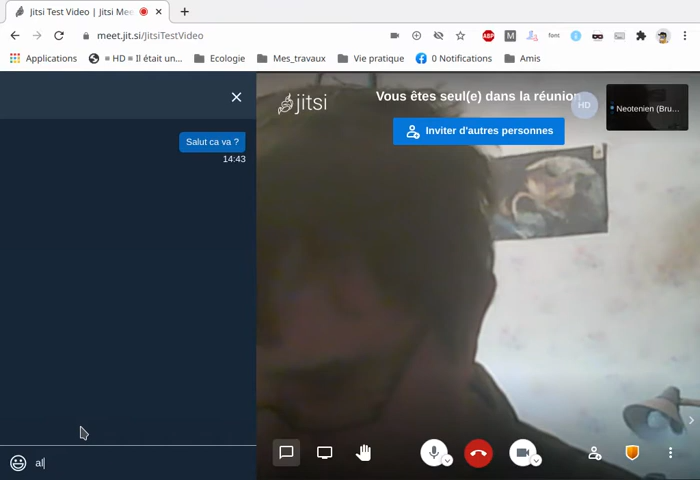 Jitsi Test Video | Jitsi Mee
meet.jit.si/JitsiTestVideo
ABP
M
font
Applications
= HD = Il était un...
Ecologie
Mes_travaux
Vie pratique
0 Notifications
Amis
jitsi
Vous êtes seul(e) dans la réunion
HD
Neotenien (Bru...
Inviter d'autres personnes
Salut ca va ?
14:43
al